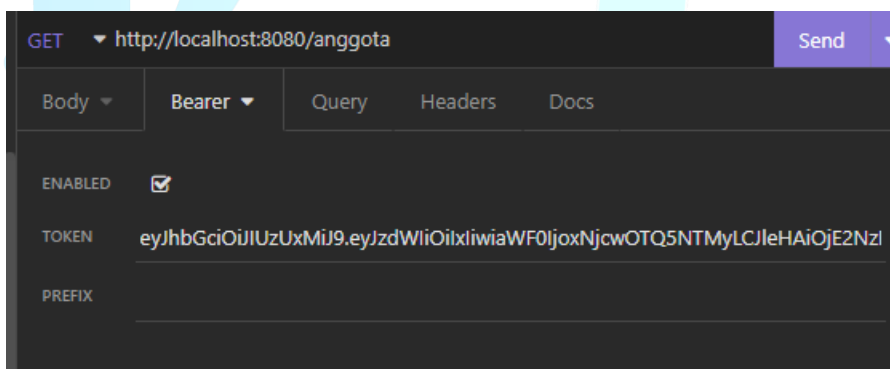 GET http://localhost:8080/anggota Send
Body Bearer Query Headers Docs
ENABLED
TOKEN eyJhbGciOiJIUzUxMiJ9.eyJzdWIiOiIxIiwiaWF0IjoxNjcwOTQ5NTMyLCJleHAiOjE2NzI
PREFIX